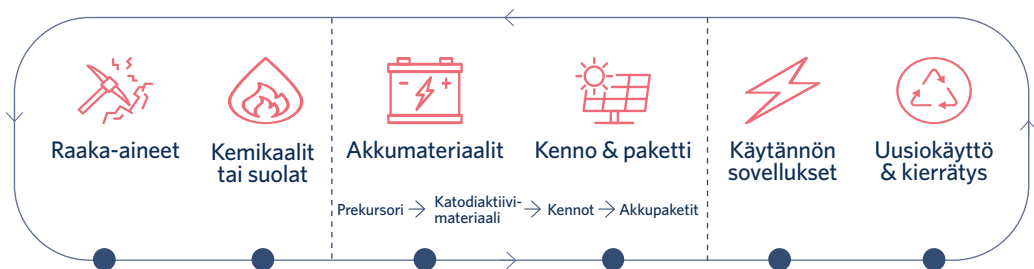 Raaka-aineet
Kemikaalit
tai suolat
Akkumateriaalit
Kenno & paketti
Käytännön
sovellukset
Uusiokäyttö
& kierrätys
Prekursori
Katodiaktiivi-
materiaali
Kennot
Akkupaketit